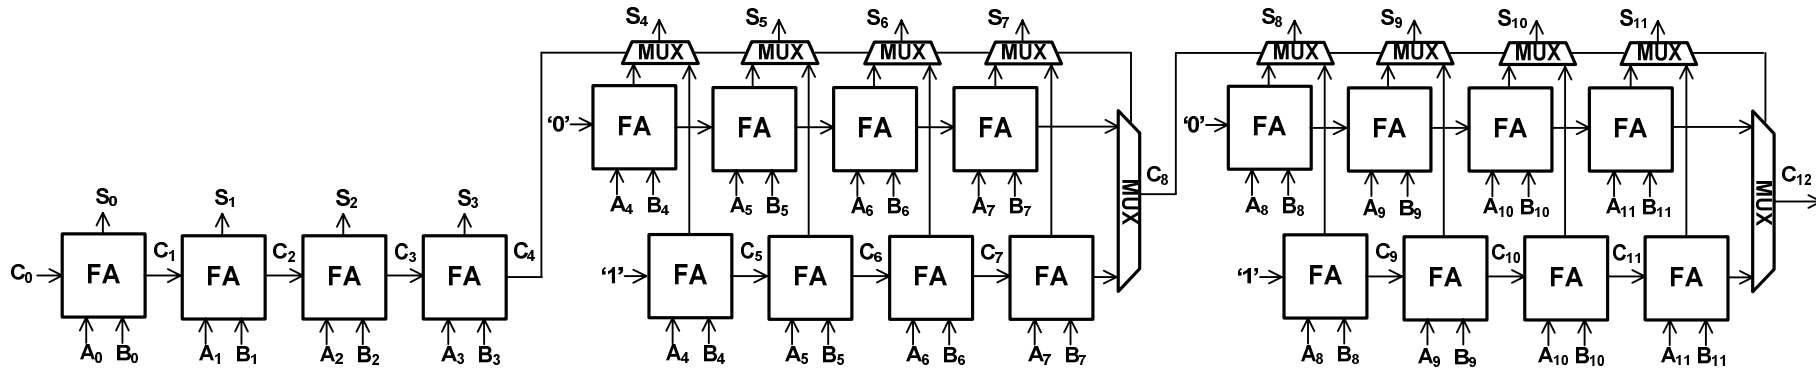 S4 S5 S6 S7 S8 S9 S10 S11
MUX MUX MUX MUX MUX MUX MUX MUX
'0' FA FA FA FA '0' FA FA FA FA
A4 B4 A5 B5 A6 B6 A7 B7 MUX C8 A8 B8 A9 B9 A10 B10 A11 B11 MUX C12
S0 S1 S2 S3
C0 FA C1 FA C2 FA C3 FA C4 '1' FA C5 FA C6 FA C7 FA '1' FA C9 FA C10 FA C11 FA
A0 B0 A1 B1 A2 B2 A3 B3 A4 B4 A5 B5 A6 B6 A7 B7 A8 B8 A9 B9 A10 B10 A11 B11